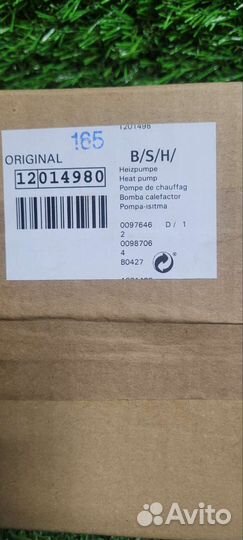 1201498
165
ORIGINAL
B/S/H/
12014980
Heizpumpe
Heat pump
Pompe de chauffag
Bomba calefactor
Pompa-isitma
0097646 D/ 1
2
0098706
4
B0427
Avito